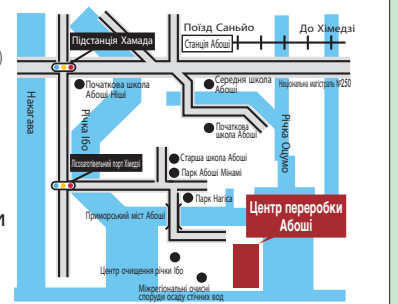 Поїзд Саньйо
До Хімедзі
Підстанція Хамада
Станція Абоші
Початкова школа
Абоші Ніші
Середня школа
Абоші
Національна магістраль №250
Накагава
Річка Ібо
Початкова
школа Абоші
Річка Оцумо
Лісозаготівельний порт Хімедзі
Старша школа Абоші
Парк Абоші Мінамі
Парк Нагіса
Центр переробки
Абоші
Приморський міст Абоші
Центр очищення річки Ібо
Міжрегіональні очисні
споруди осаду стічних вод
)
и